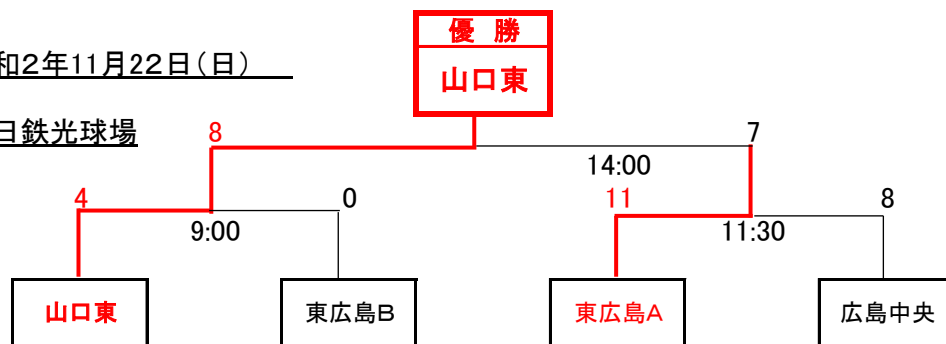 優 勝
山口東
和2年11月22日(日)
日鉄光球場
8
7
14:00
4
0
11
8
9:00
11:30
山口東
東広島B
東広島A
広島中央